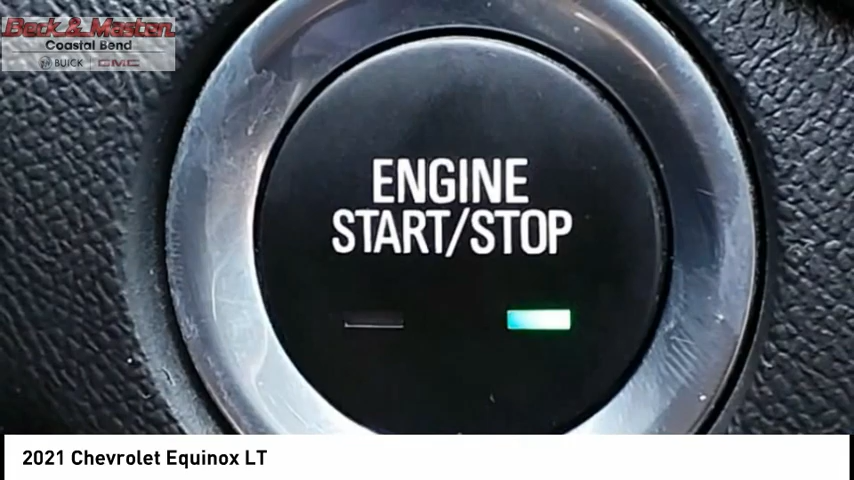 Beck & Masten
Coastal Bend
BUICK | GMC
ENGINE
START/STOP
2021 Chevrolet Equinox LT